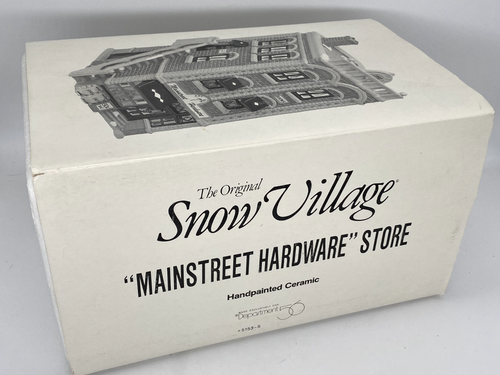 The Original
Snow Village®
“MAINSTREET HARDWARE” STORE
Handpainted Ceramic
Department 56